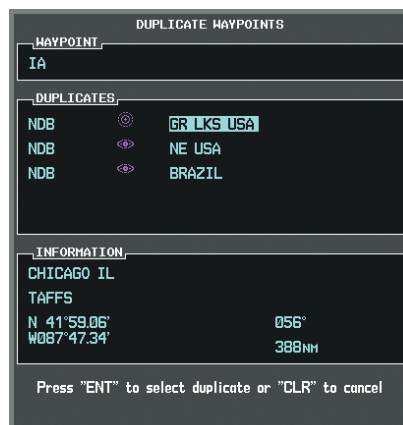 DUPLICATE WAYPOINTS
WAYPOINT
IA
DUPLICATES
NDB GR LKS USA
NDB NE USA
NDB BRAZIL
INFORMATION
CHICAGO IL
TAFFS
N 41°59.06' 056°
W087°47.34'
388NM
Press "ENT" to select duplicate or "CLR" to cancel